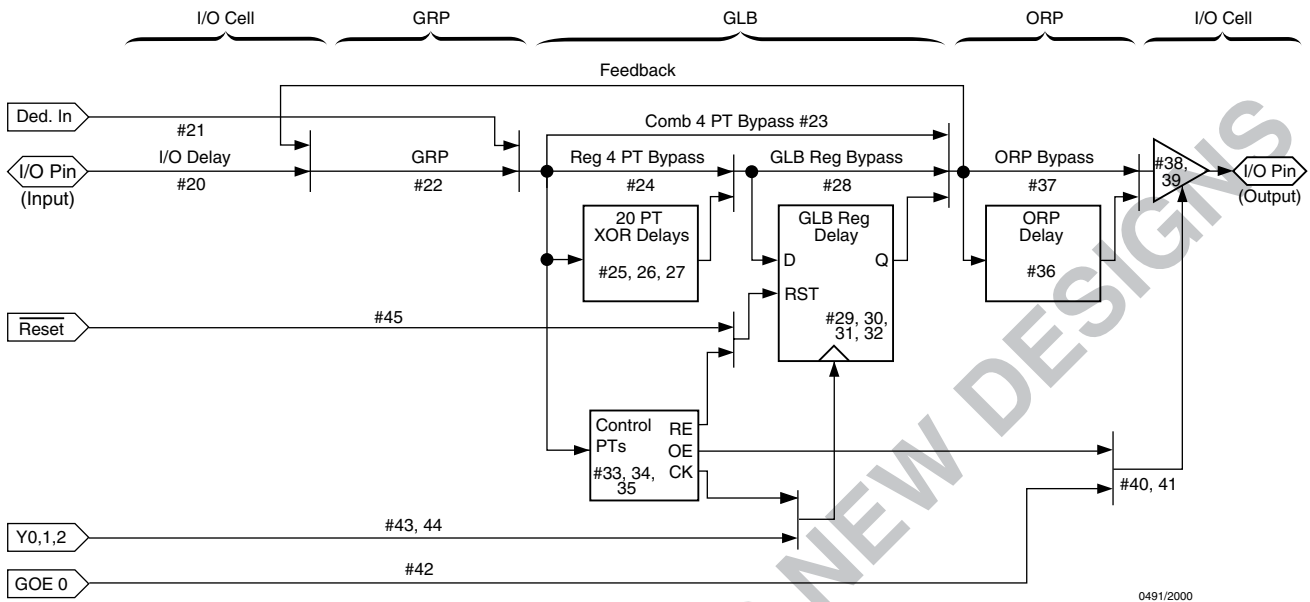 I/O Cell
GRP
GLB
ORP
I/O Cell
Feedback
Ded. In
#21
Comb 4 PT Bypass #23
I/O Pin
(Input)
I/O Delay
#20
GRP
#22
Reg 4 PT Bypass
#24
GLB Reg Bypass
#28
ORP Bypass
#37
#38,
39
I/O Pin
(Output)
20 PT
XOR Delays
#25, 26, 27
GLB Reg
Delay
D
Q
RST
#29, 30,
31, 32
ORP
Delay
#36
Reset
#45
Control
PTs
#33, 34,
35
RE
OE
CK
#40, 41
Y0,1,2
#43, 44
GOE 0
#42
0491/2000
NEW DESIGNS